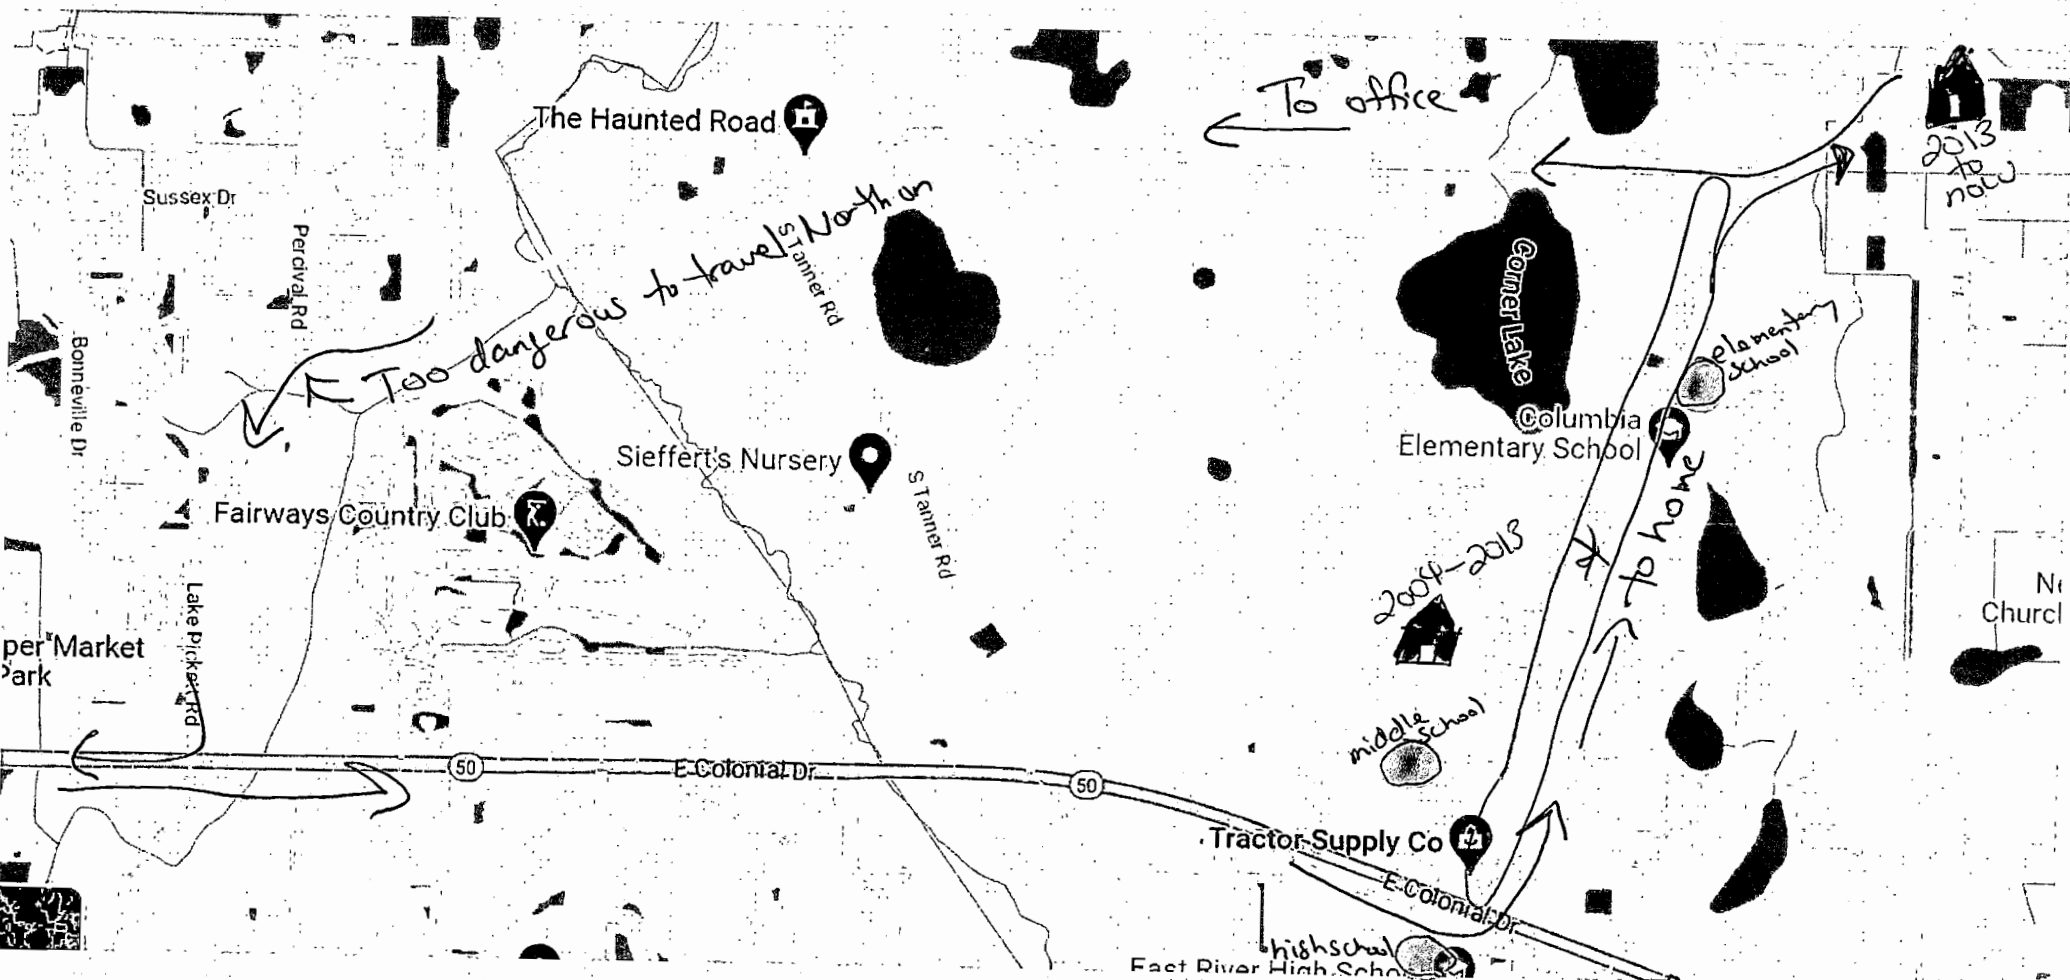 The Haunted Road
To office
2013
to
now
Sussex Dr
Percival Rd
Too dangerous to travel North on
S Tanner Rd
Corner Lake
Bonneville Dr
elementary
school
Columbia
Elementary School
Sieffert's Nursery
S Tanner Rd
Fairways Country Club
to home
2004-2013
Lake Pickett Rd
per Market
Park
Churc
middle
school
50
E Colonial Dr
50
Tractor Supply Co
E Colonial Dr
highschool
East River High Scho